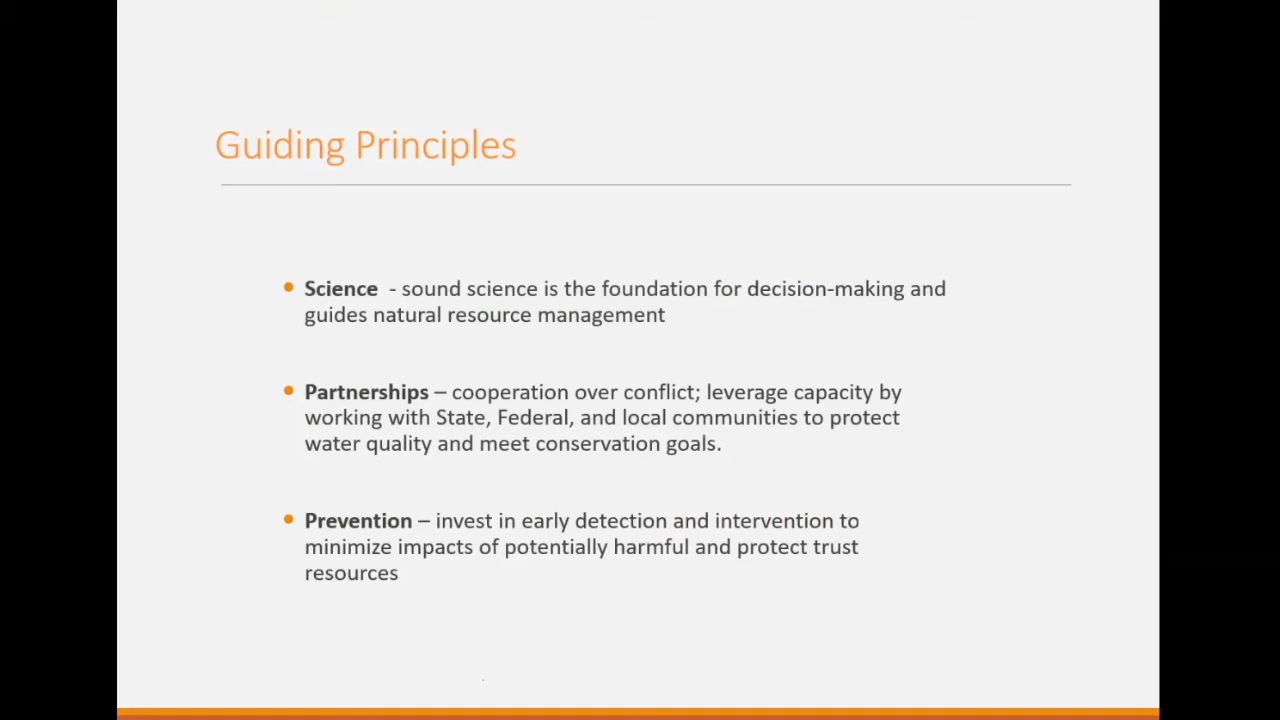 Guiding Principles
• Science  - sound science is the foundation for decision-making and
guides natural resource management
• Partnerships – cooperation over conflict; leverage capacity by
working with State, Federal, and local communities to protect
water quality and meet conservation goals.
• Prevention – invest in early detection and intervention to
minimize impacts of potentially harmful and protect trust
resources